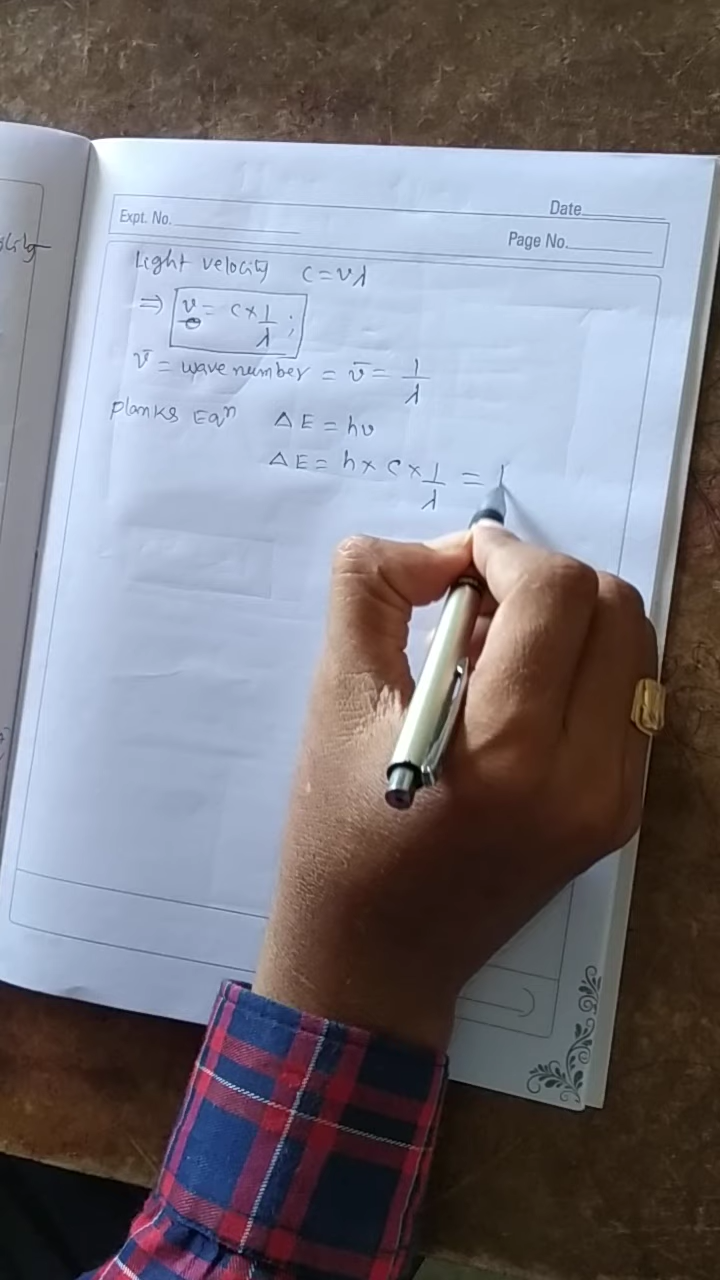 Date
Expt. No.
Page No.
Light velocity C = νλ
⇒ ν = C × 1/λ ;
ν̄ = wave number = ν̄ = 1/λ
planks Eqⁿ ΔE = hν
ΔE = h × C × 1/λ =